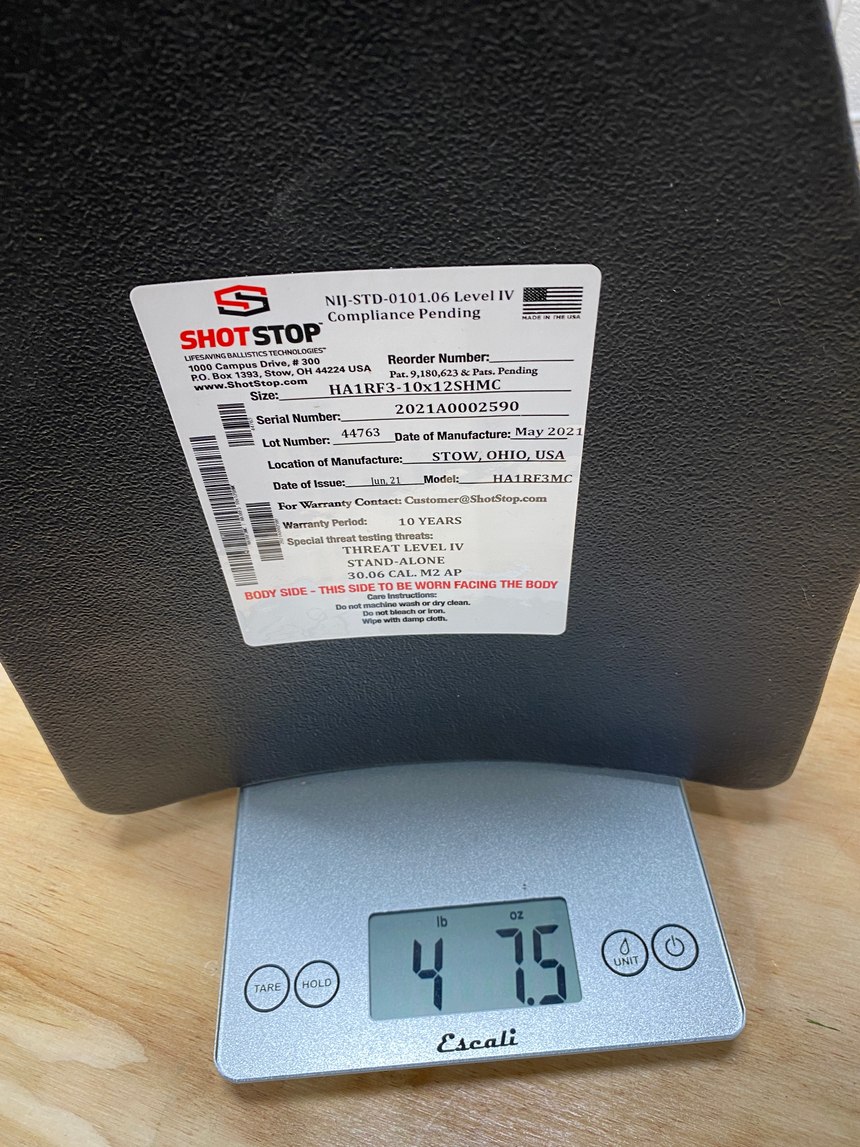 NIJ-STD-0101.06 Level IV
Compliance Pending
MADE IN THE USA
SHOTSTOP
LIFESAVING BALLISTICS TECHNOLOGIES™
1000 Campus Drive, # 300
P.O. Box 1393, Stow, OH 44224 USA
www.ShotStop.com
Reorder Number:
Pat. 9,180,623 & Pats. Pending
Size: HA1RF3-10x12SHMC
Serial Number: 2021A0002590
Lot Number: 44763 Date of Manufacture: May 2021
Location of Manufacture: STOW, OHIO, USA
Date of Issue: Jun. 21 Model: HA1RF3MC
For Warranty Contact: Customer@ShotStop.com
Warranty Period: 10 YEARS
Special threat testing threats:
THREAT LEVEL IV
STAND-ALONE
30.06 CAL. M2 AP
BODY SIDE - THIS SIDE TO BE WORN FACING THE BODY
Care Instructions:
Do not machine wash or dry clean.
Do not bleach or iron.
Wipe with damp cloth.
lb oz
4 7.5
TARE HOLD
UNIT
Escali